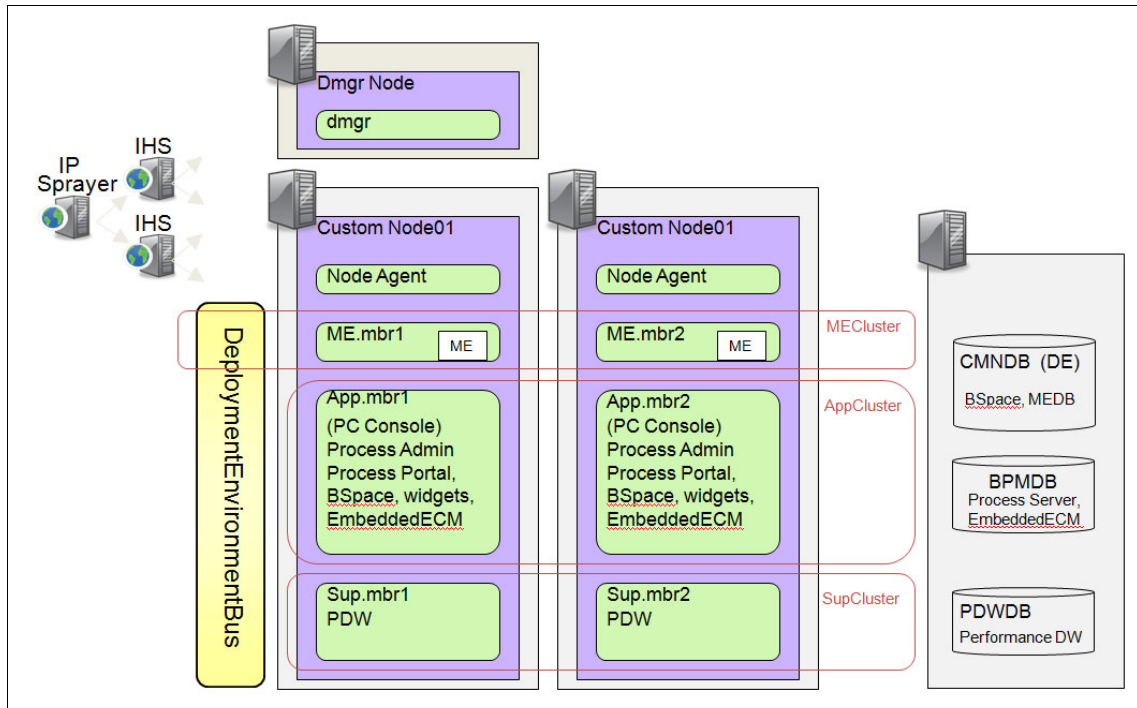 Dmgr Node
dmgr
IHS
IP
Sprayer
IHS
DeploymentEnvironmentBus
Custom Node01
Node Agent
ME.mbr1
ME
App.mbr1
(PC Console)
Process Admin
Process Portal,
BSpace, widgets,
EmbeddedECM
Sup.mbr1
PDW
Custom Node01
Node Agent
ME.mbr2
ME
App.mbr2
(PC Console)
Process Admin
Process Portal,
BSpace, widgets,
EmbeddedECM
Sup.mbr2
PDW
MECluster
AppCluster
SupCluster
CMNDB (DE)
BSpace, MEDB
BPMDB
Process Server,
EmbeddedECM
PDWDB
Performance DW